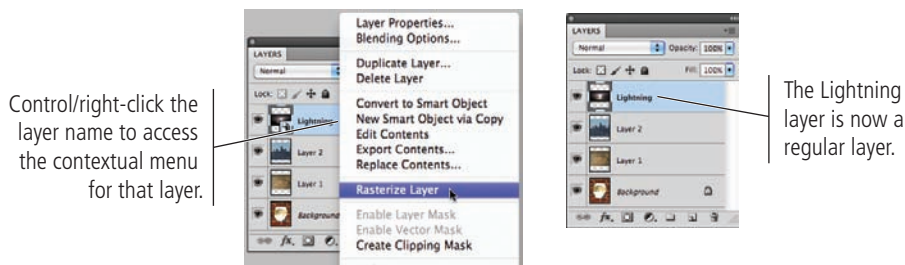 Control/right-click the
layer name to access
the contextual menu
for that layer.
LAYERS
Normal
Lock:
Lightning
Layer 2
Layer 1
Background
fx.
Layer Properties...
Blending Options...
Duplicate Layer...
Delete Layer
Convert to Smart Object
New Smart Object via Copy
Edit Contents
Export Contents...
Replace Contents...
Rasterize Layer
Enable Layer Mask
Enable Vector Mask
Create Clipping Mask
LAYERS
Normal Opacity: 100%
Lock: Fill: 100%
Lightning
Layer 2
Layer 1
Background
fx.
The Lightning
layer is now a
regular layer.